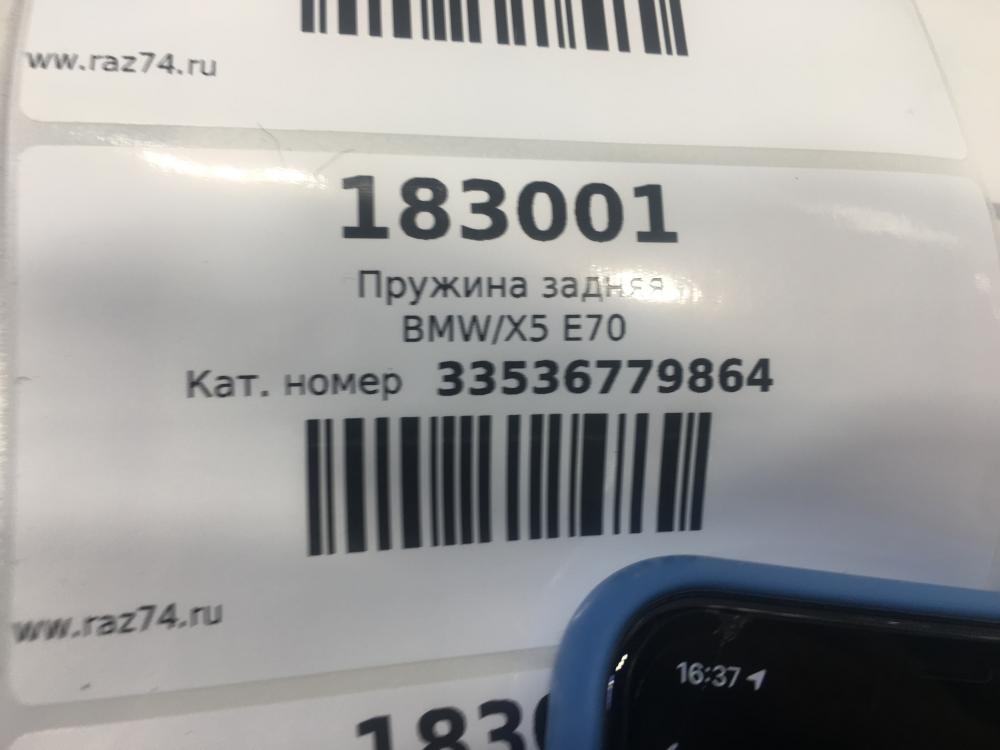 www.raz74.ru
183001
Пружина задняя
BMW/X5 E70
Кат. номер 33536779864
www.raz74.ru
16:37